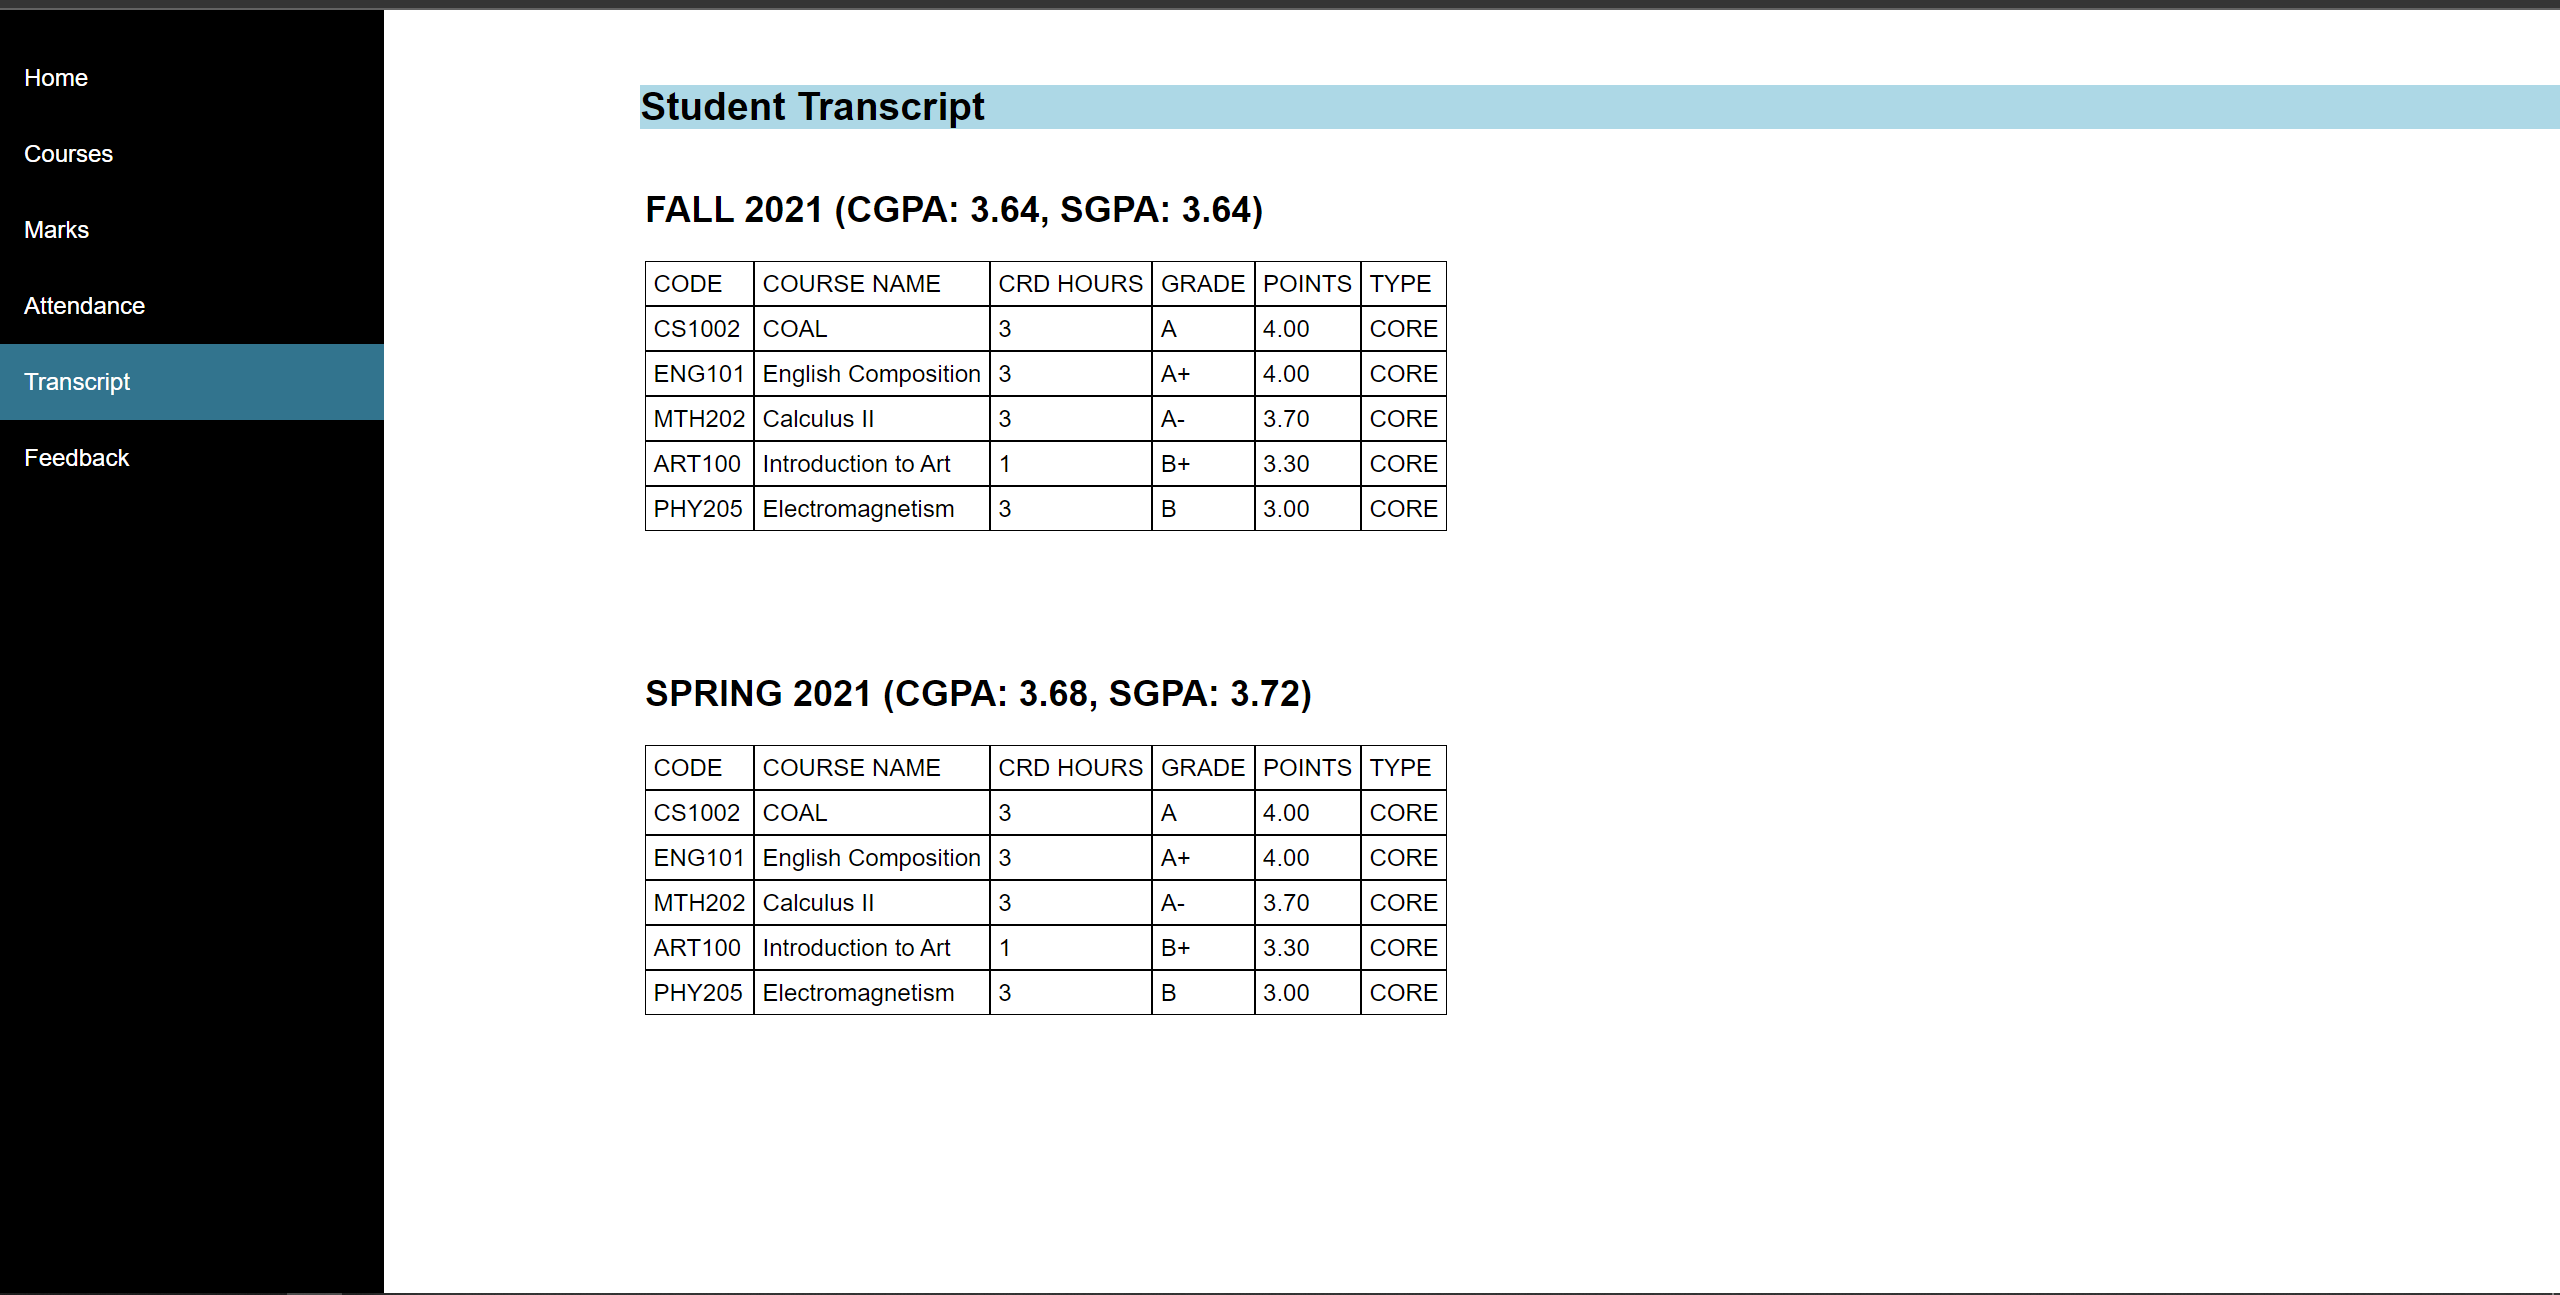 Home
Courses
Marks
Attendance
Transcript
Feedback
Student Transcript
FALL 2021 (CGPA: 3.64, SGPA: 3.64)
CODE COURSE NAME CRD HOURS GRADE POINTS TYPE
CS1002 COAL 3 A 4.00 CORE
ENG101 English Composition 3 A+ 4.00 CORE
MTH202 Calculus II 3 A- 3.70 CORE
ART100 Introduction to Art 1 B+ 3.30 CORE
PHY205 Electromagnetism 3 B 3.00 CORE
SPRING 2021 (CGPA: 3.68, SGPA: 3.72)
CODE COURSE NAME CRD HOURS GRADE POINTS TYPE
CS1002 COAL 3 A 4.00 CORE
ENG101 English Composition 3 A+ 4.00 CORE
MTH202 Calculus II 3 A- 3.70 CORE
ART100 Introduction to Art 1 B+ 3.30 CORE
PHY205 Electromagnetism 3 B 3.00 CORE